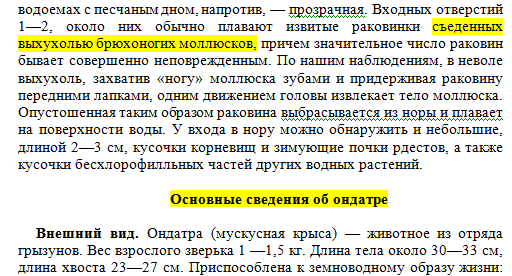 водоемах с песчаным дном, напротив, — прозрачная. Входных отверстий
1—2, около них обычно плавают извитые раковинки съеденных
выхухолью брюхоногих моллюсков, причем значительное число раковин
бывает совершенно неповрежденным. По нашим наблюдениям, в неволе
выхухоль, захватив «ногу» моллюска зубами и придерживая раковину
передними лапками, одним движением головы извлекает тело моллюска.
Опустошенная таким образом раковина выбрасывается из норы и плавает
на поверхности воды. У входа в нору можно обнаружить и небольшие,
длиной 2—3 см, кусочки корневищ и зимующие почки рдестов, а также
кусочки бесхлорофилльных частей других водных растений.
Основные сведения об ондатре
Внешний вид. Ондатра (мускусная крыса) — животное из отряда
грызунов. Вес взрослого зверька 1 —1,5 кг. Длина тела около 30—33 см,
длина хвоста 23—27 см. Приспособлена к земноводному образу жизни: